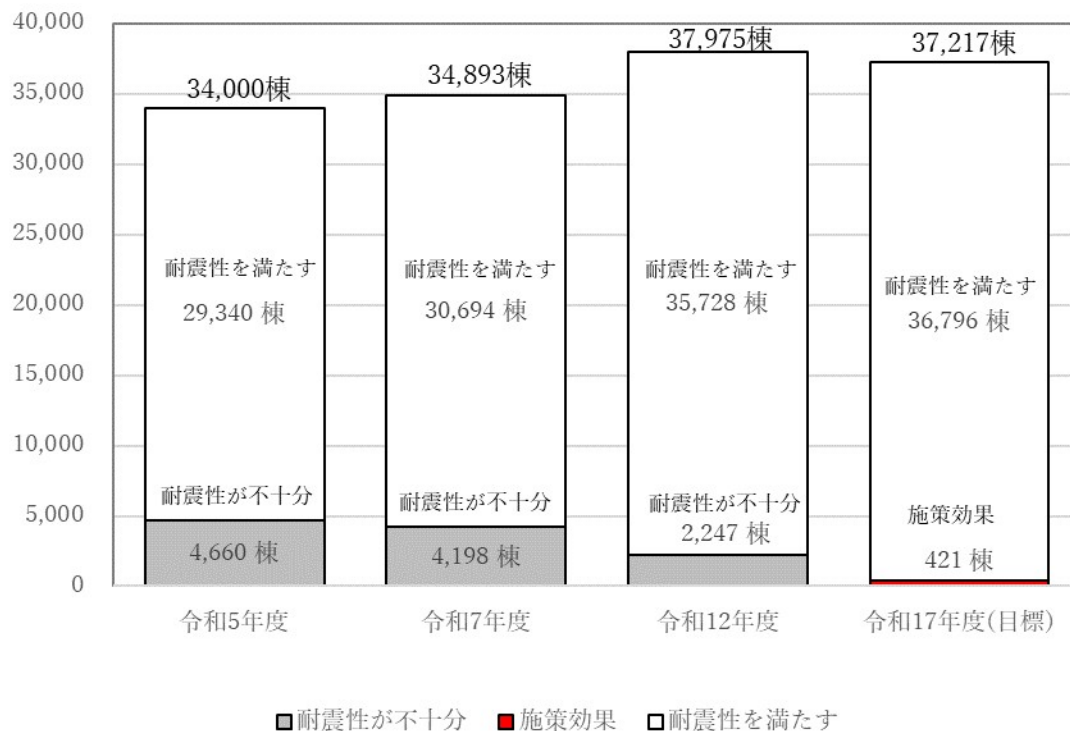 40,000
35,000
30,000
25,000
20,000
15,000
10,000
5,000
0
34,000棟
34,893棟
37,975棟
37,217棟
耐震性を満たす
29,340 棟
耐震性を満たす
30,694 棟
耐震性を満たす
35,728 棟
耐震性を満たす
36,796 棟
耐震性が不十分
4,660 棟
耐震性が不十分
4,198 棟
耐震性が不十分
2,247 棟
施策効果
421 棟
令和5年度
令和7年度
令和12年度
令和17年度(目標)
耐震性が不十分 施策効果 耐震性を満たす